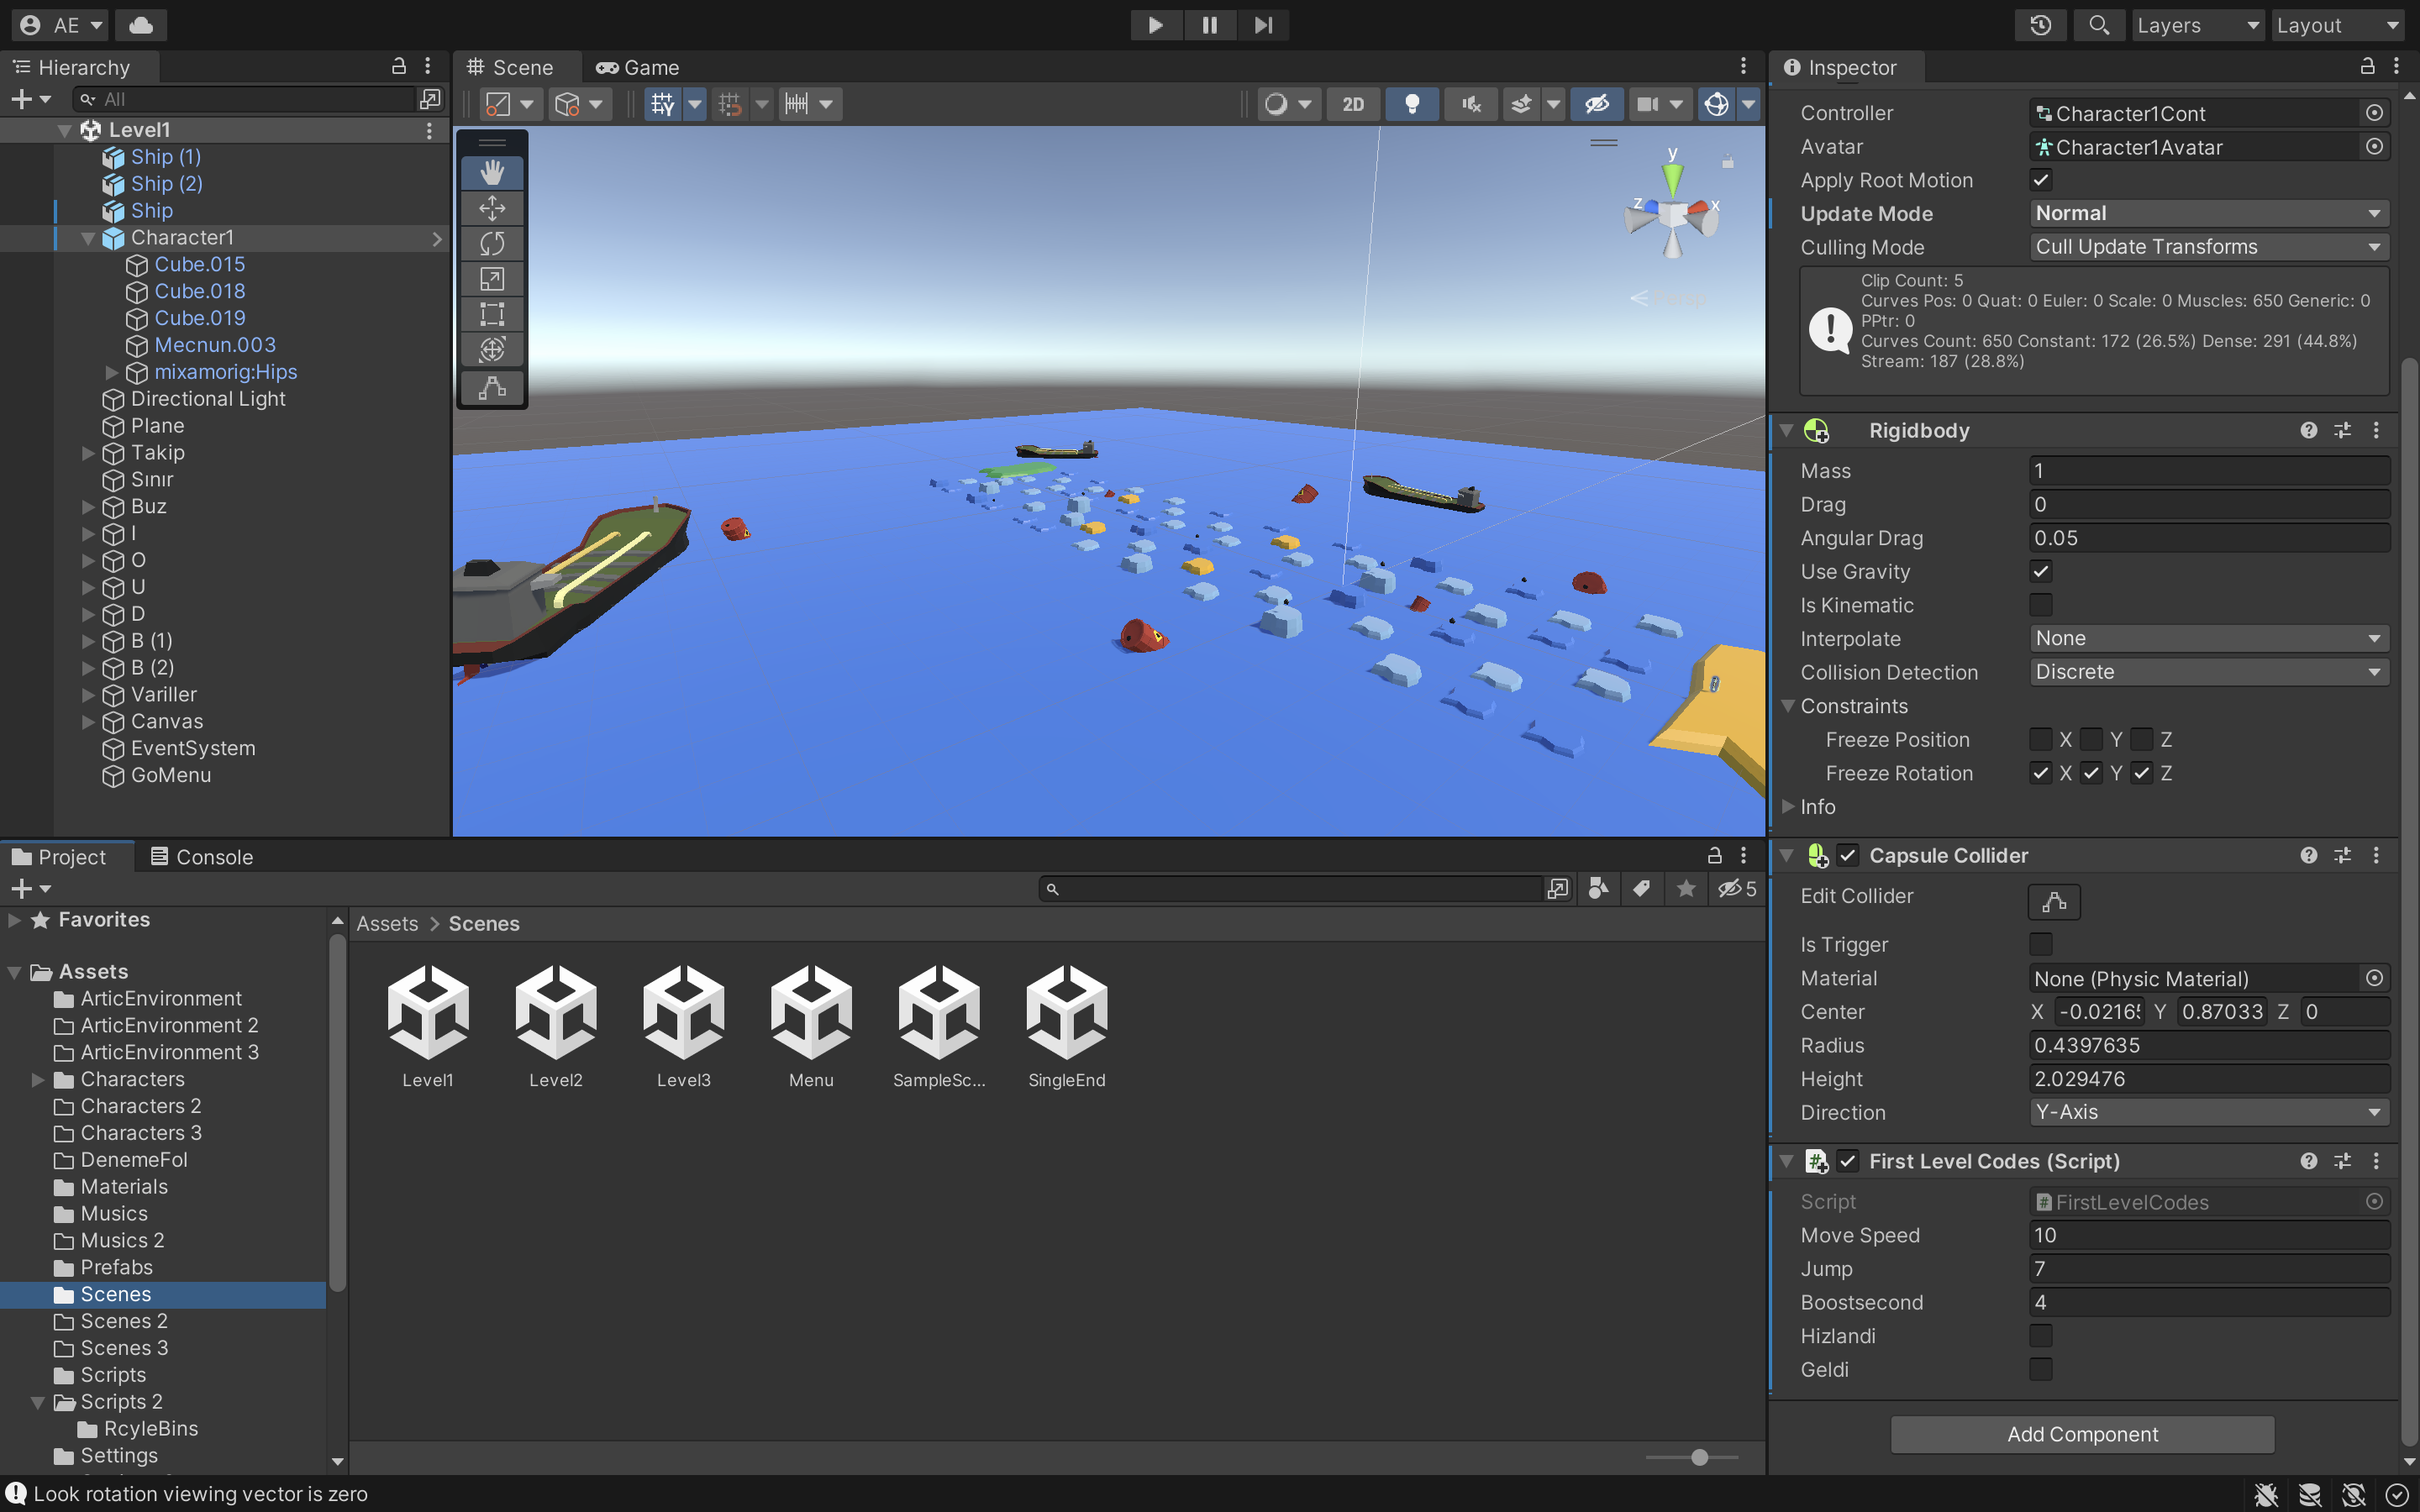 AE
Layers
Layout
Hierarchy
All
Level1
Ship (1)
Ship (2)
Ship
Character1
Cube.015
Cube.018
Cube.019
Mecnun.003
mixamorig:Hips
Directional Light
Plane
Takip
Sınır
Buz
I
O
U
D
B (1)
B (2)
Variller
Canvas
EventSystem
GoMenu
Scene
Game
2D
y
z
x
Persp
Inspector
Controller
Character1Cont
Avatar
Character1Avatar
Apply Root Motion
Update Mode
Normal
Culling Mode
Cull Update Transforms
Clip Count: 5
Curves Pos: 0 Quat: 0 Euler: 0 Scale: 0 Muscles: 650 Generic: 0
PPtr: 0
Curves Count: 650 Constant: 172 (26.5%) Dense: 291 (44.8%)
Stream: 187 (28.8%)
Rigidbody
Mass
1
Drag
0
Angular Drag
0.05
Use Gravity
Is Kinematic
Interpolate
None
Collision Detection
Discrete
Constraints
Freeze Position
X Y Z
Freeze Rotation
X Y Z
Info
Capsule Collider
Edit Collider
Is Trigger
Material
None (Physic Material)
Center
X -0.0216 Y 0.87033 Z 0
Radius
0.4397635
Height
2.029476
Direction
Y-Axis
First Level Codes (Script)
Script
FirstLevelCodes
Move Speed
10
Jump
7
Boostsecond
4
Hizlandi
Geldi
Add Component
Project
Console
5
Favorites
Assets
ArticEnvironment
ArticEnvironment 2
ArticEnvironment 3
Characters
Characters 2
Characters 3
DenemeFol
Materials
Musics
Musics 2
Prefabs
Scenes
Scenes 2
Scenes 3
Scripts
Scripts 2
RcyleBins
Settings
Assets > Scenes
Level1
Level2
Level3
Menu
SampleSc...
SingleEnd
Look rotation viewing vector is zero